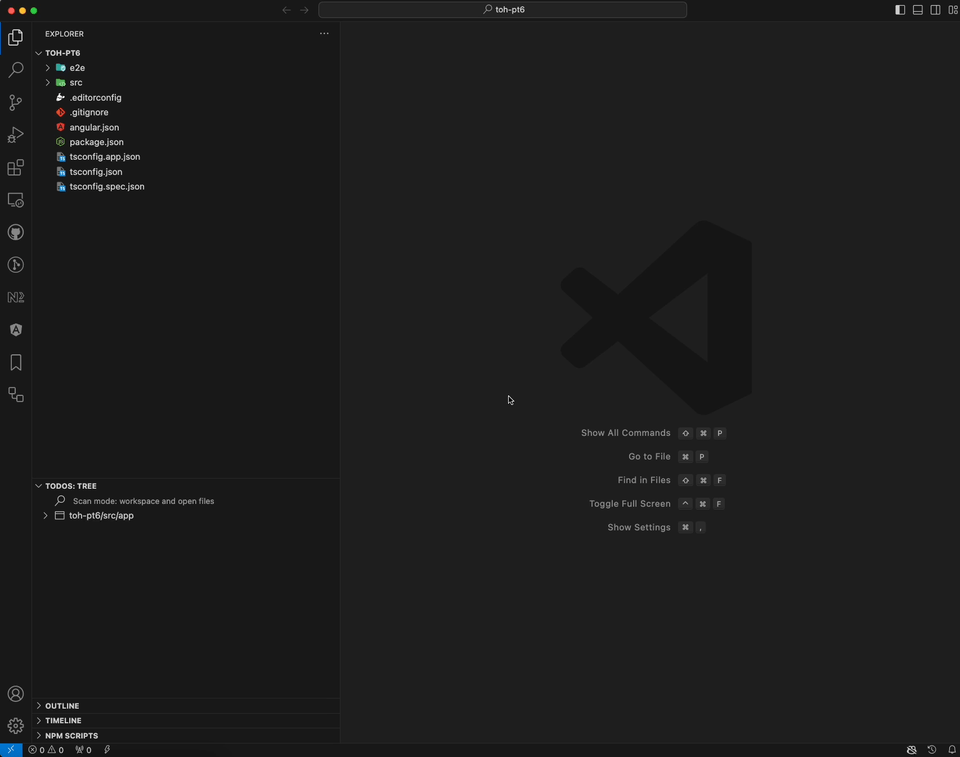 toh-pt6
EXPLORER
TOH-PT6
e2e
src
.editorconfig
.gitignore
angular.json
package.json
tsconfig.app.json
tsconfig.json
tsconfig.spec.json
TODOS: TREE
Scan mode: workspace and open files
toh-pt6/src/app
OUTLINE
TIMELINE
NPM SCRIPTS
Show All Commands ⇧ ⌘ P
Go to File ⌘ P
Find in Files ⇧ ⌘ F
Toggle Full Screen ^ ⌘ F
Show Settings ⌘ ,
0 0 0